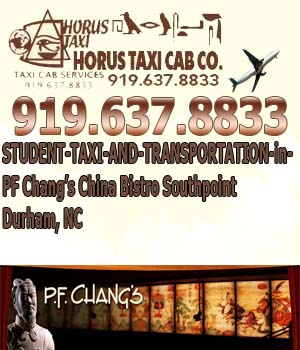 HORUS
TAXI
TAXI CAB SERVICES
919.637.8833
HORUS TAXI CAB CO.
919.637.8833
919.637.8833
STUDENT-TAXI-AND-TRANSPORTATION-in-
PF Chang's China Bistro Southpoint
Durham, NC
P.F. CHANG'S